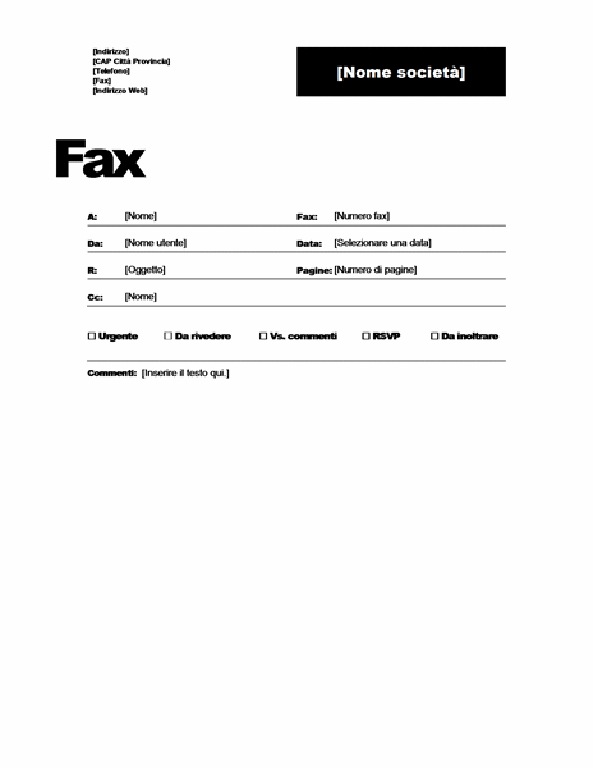 [Indirizzo]
[CAP Città Provincia]
[Telefono]
[Fax]
[Indirizzo Web]
[Nome società]
Fax
A: [Nome] Fax: [Numero fax]
Da: [Nome utente] Data: [Selezionare una data]
R: [Oggetto] Pagine: [Numero di pagine]
Cc: [Nome]
☐ Urgente ☐ Da rivedere ☐ Vs. commenti ☐ RSVP ☐ Da inoltrare
Commenti: [Inserire il testo qui.]